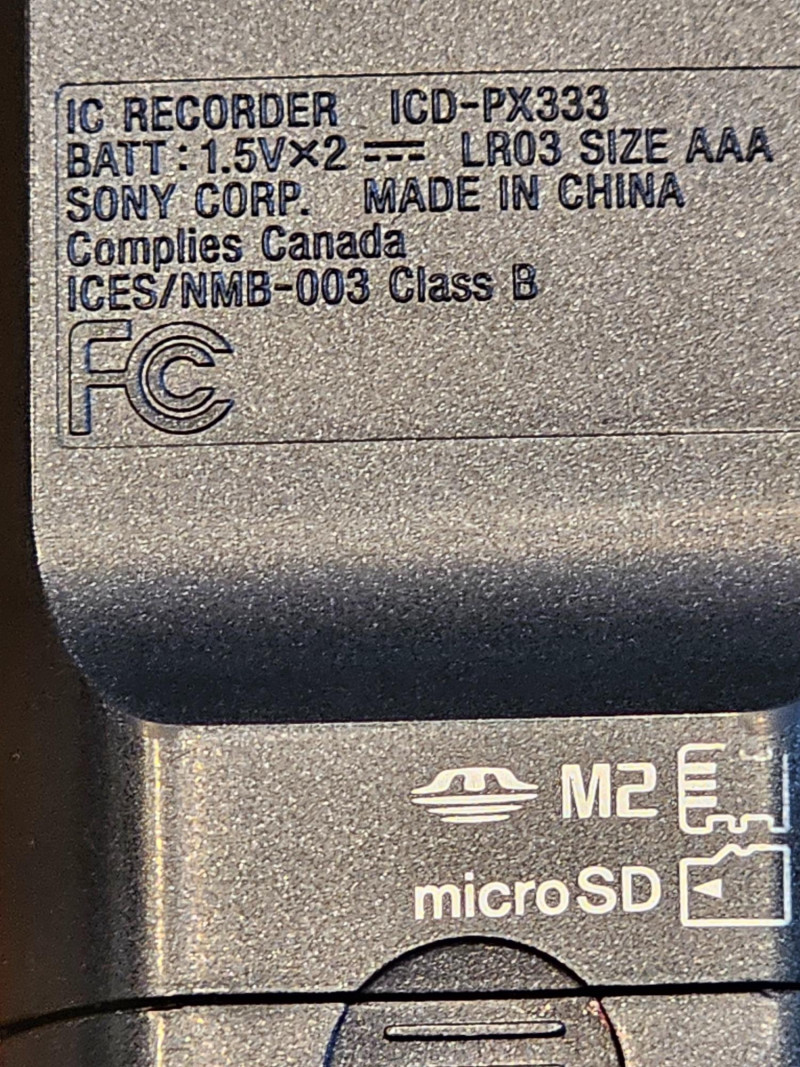 IC RECORDER ICD-PX333
BATT : 1.5V×2 ⎓ LR03 SIZE AAA
SONY CORP. MADE IN CHINA
Complies Canada
ICES/NMB-003 Class B
FC
M2
microSD